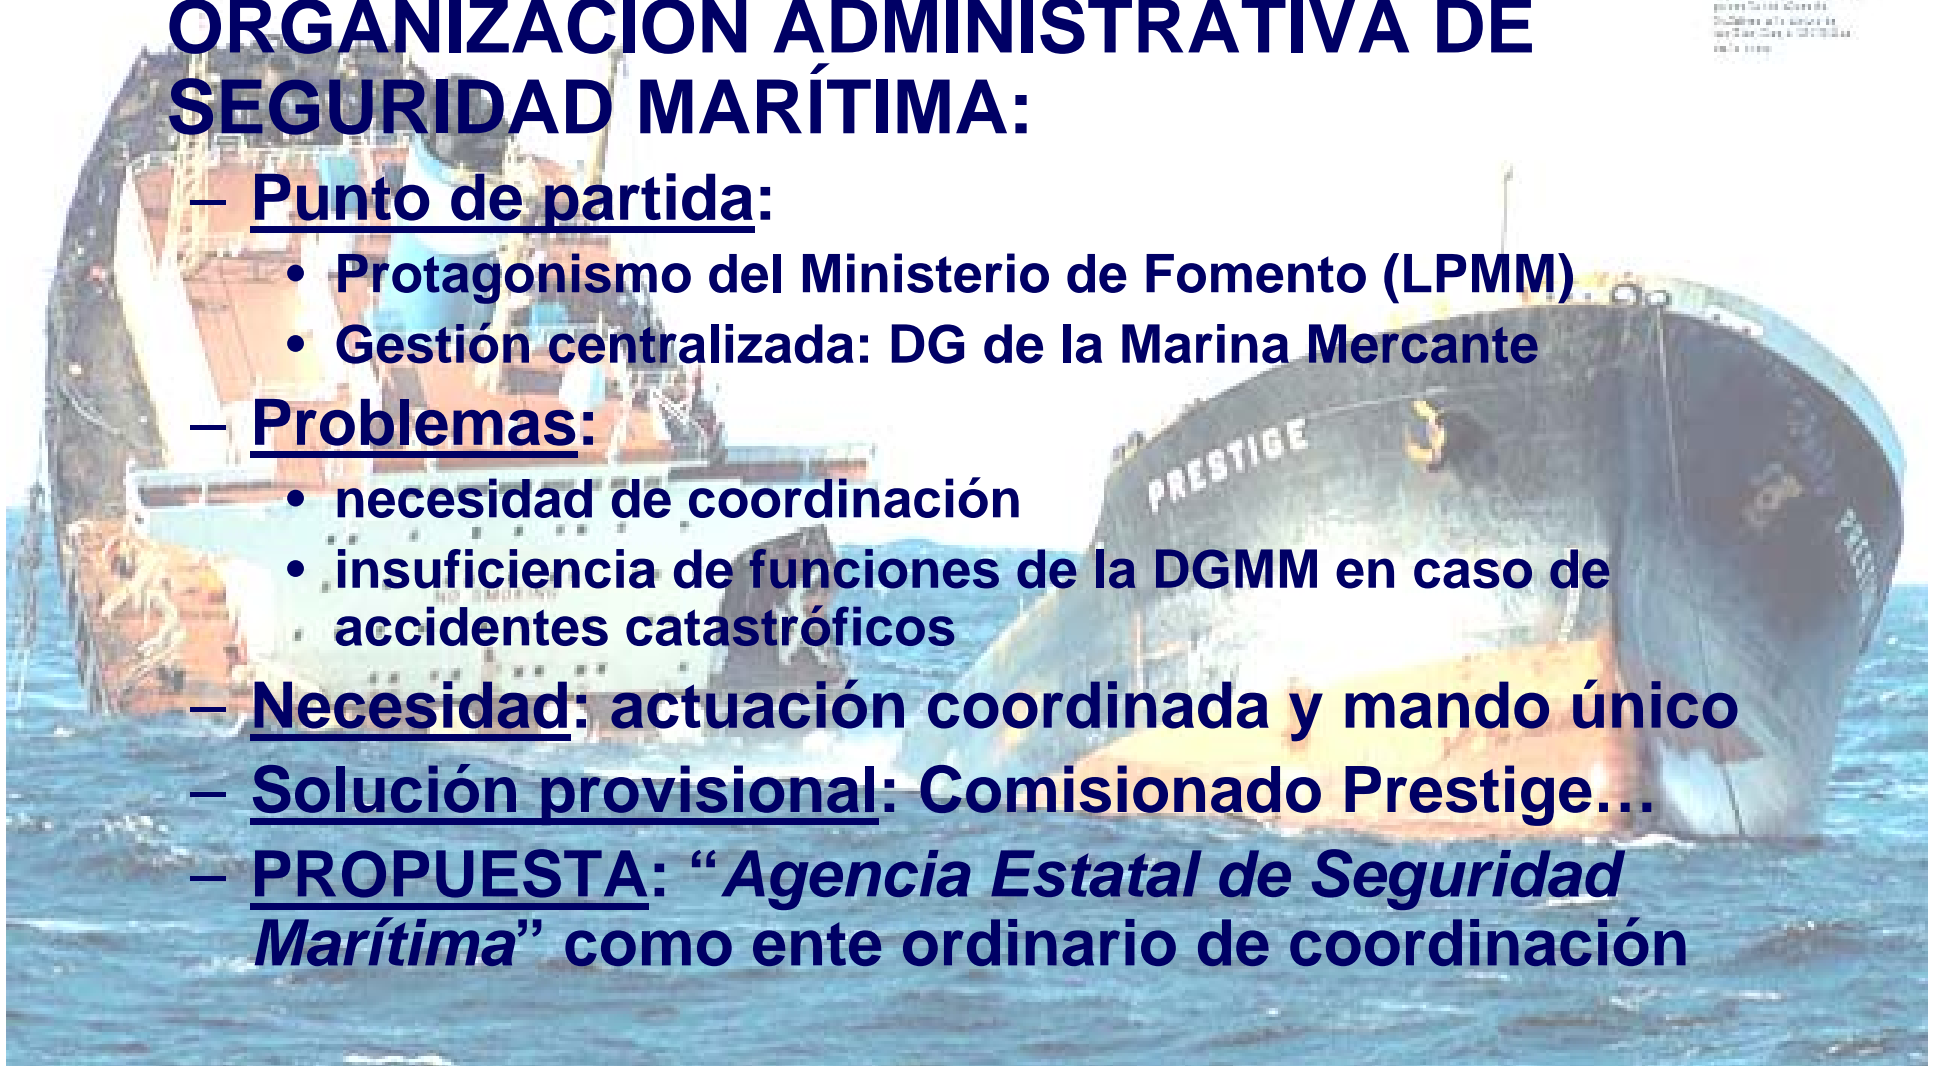 ORGANIZACIÓN ADMINISTRATIVA DE
SEGURIDAD MARÍTIMA:
– Punto de partida:
• Protagonismo del Ministerio de Fomento (LPMM)
• Gestión centralizada: DG de la Marina Mercante
– Problemas:
PRESTIGE
• necesidad de coordinación
• insuficiencia de funciones de la DGMM en caso de
NO SMOKING
accidentes catastróficos
– Necesidad: actuación coordinada y mando único
– Solución provisional: Comisionado Prestige…
– PROPUESTA: “Agencia Estatal de Seguridad
Marítima” como ente ordinario de coordinación